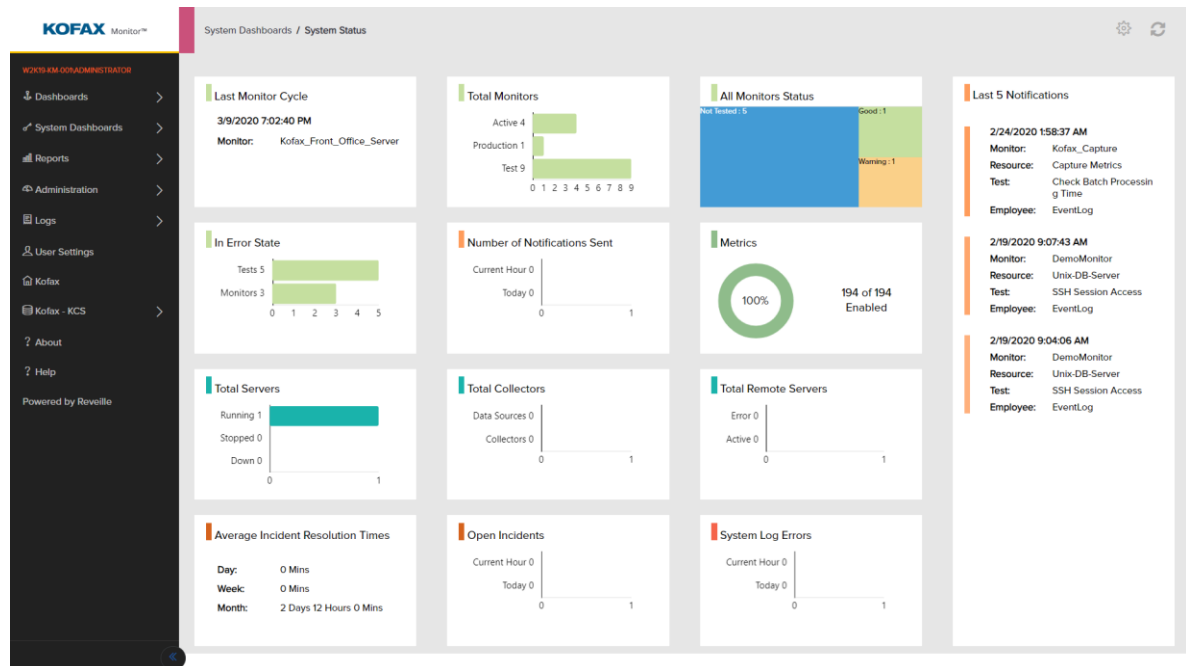 KOFAX Monitor™
System Dashboards / System Status
W2K19-KM-001\ADMINISTRATOR
Dashboards
System Dashboards
Reports
Administration
Logs
User Settings
Kofax
Kofax - KCS
? About
? Help
Powered by Reveille
Last Monitor Cycle
3/9/2020 7:02:40 PM
Monitor: Kofax_Front_Office_Server
Total Monitors
Active 4
Production 1
Test 9
0 1 2 3 4 5 6 7 8 9
All Monitors Status
Not Tested : 5
Good : 1
Warning : 1
In Error State
Tests 5
Monitors 3
0 1 2 3 4 5
Number of Notifications Sent
Current Hour 0
Today 0
0 1
Metrics
100%
194 of 194
Enabled
Total Servers
Running 1
Stopped 0
Down 0
0 1
Total Collectors
Data Sources 0
Collectors 0
0 1
Total Remote Servers
Error 0
Active 0
0 1
Average Incident Resolution Times
Day: 0 Mins
Week: 0 Mins
Month: 2 Days 12 Hours 0 Mins
Open Incidents
Current Hour 0
Today 0
0 1
System Log Errors
Current Hour 0
Today 0
0 1
Last 5 Notifications
2/24/2020 1:58:37 AM
Monitor: Kofax_Capture
Resource: Capture Metrics
Test: Check Batch Processin
g Time
Employee: EventLog
2/19/2020 9:07:43 AM
Monitor: DemoMonitor
Resource: Unix-DB-Server
Test: SSH Session Access
Employee: EventLog
2/19/2020 9:04:06 AM
Monitor: DemoMonitor
Resource: Unix-DB-Server
Test: SSH Session Access
Employee: EventLog